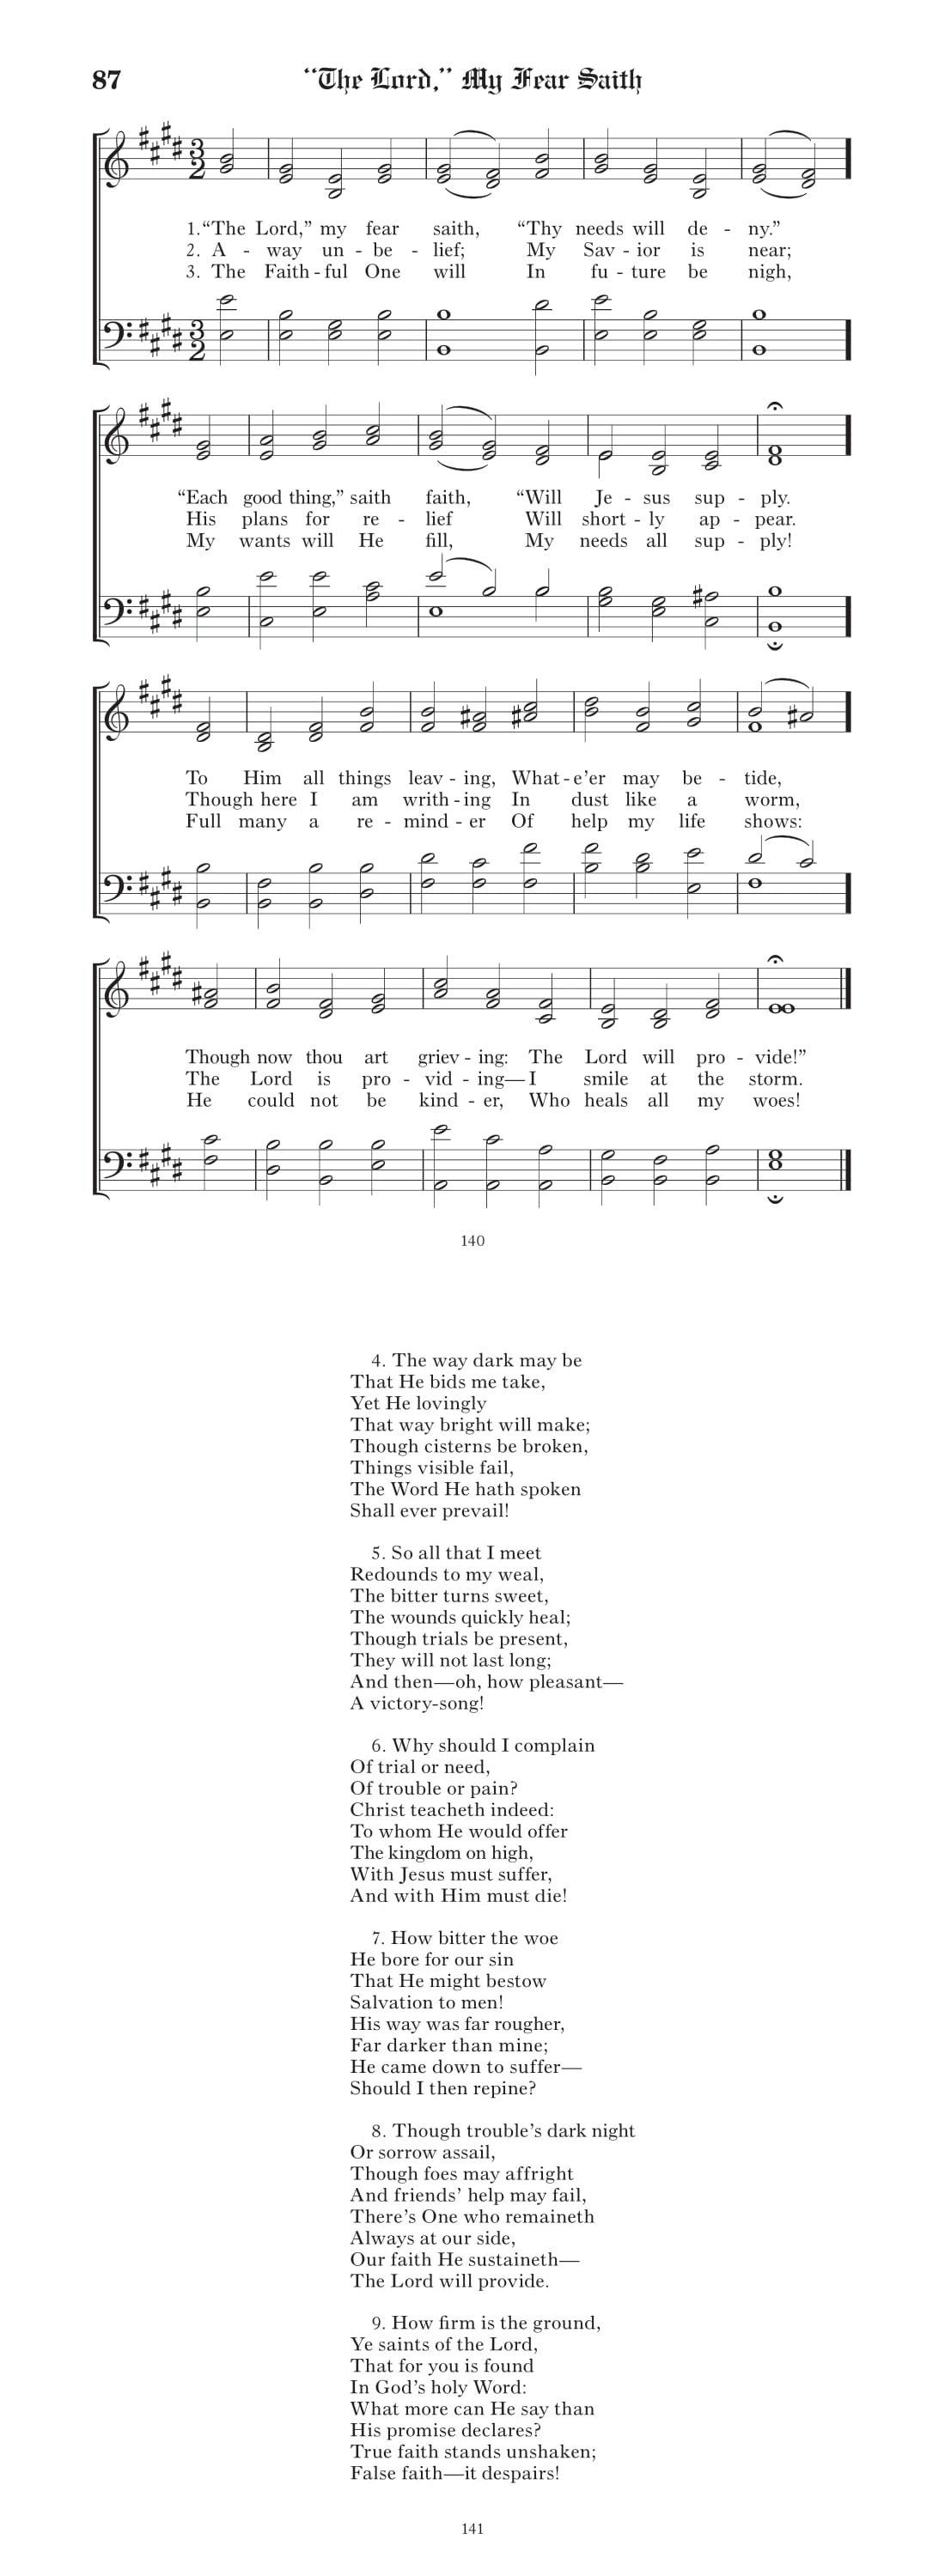 87 “The Lord,” My Fear Saith
1. “The Lord,” my fear saith, “Thy needs will de - ny.”
2. A - way un - be - lief; My Sav - ior is near;
3. The Faith - ful One will In fu - ture be nigh,
“Each good thing,” saith faith, “Will Je - sus sup - ply.
His plans for re - lief Will short - ly ap - pear.
My wants will He fill, My needs all sup - ply!
To Him all things leav - ing, What - e’er may be - tide,
Though here I am writh - ing In dust like a worm,
Full many a re - mind - er Of help my life shows:
Though now thou art griev - ing: The Lord will pro - vide!”
The Lord is pro - vid - ing—I smile at the storm.
He could not be kind - er, Who heals all my woes!
140
4. The way dark may be
That He bids me take,
Yet He lovingly
That way bright will make;
Though cisterns be broken,
Things visible fail,
The Word He hath spoken
Shall ever prevail!
5. So all that I meet
Redounds to my weal,
The bitter turns sweet,
The wounds quickly heal;
Though trials be present,
They will not last long;
And then—oh, how pleasant—
A victory-song!
6. Why should I complain
Of trial or need,
Of trouble or pain?
Christ teacheth indeed:
To whom He would offer
The kingdom on high,
With Jesus must suffer,
And with Him must die!
7. How bitter the woe
He bore for our sin
That He might bestow
Salvation to men!
His way was far rougher,
Far darker than mine;
He came down to suffer—
Should I then repine?
8. Though trouble’s dark night
Or sorrow assail,
Though foes may affright
And friends’ help may fail,
There’s One who remaineth
Always at our side,
Our faith He sustaineth—
The Lord will provide.
9. How firm is the ground,
Ye saints of the Lord,
That for you is found
In God’s holy Word:
What more can He say than
His promise declares?
True faith stands unshaken;
False faith—it despairs!
141